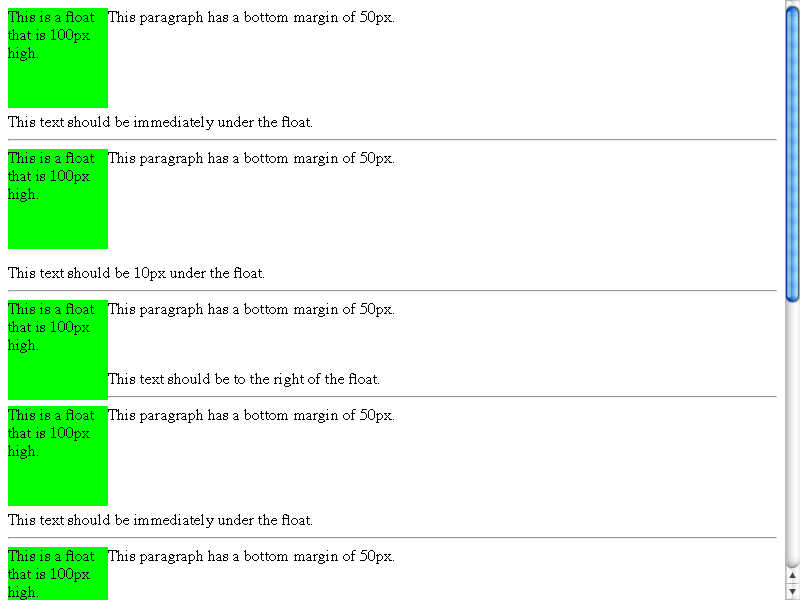 This is a float This paragraph has a bottom margin of 50px.
that is 100px
high.
This text should be immediately under the float.
This is a float This paragraph has a bottom margin of 50px.
that is 100px
high.
This text should be 10px under the float.
This is a float This paragraph has a bottom margin of 50px.
that is 100px
high.
This text should be to the right of the float.
This is a float This paragraph has a bottom margin of 50px.
that is 100px
high.
This text should be immediately under the float.
This is a float This paragraph has a bottom margin of 50px.
that is 100px
high.